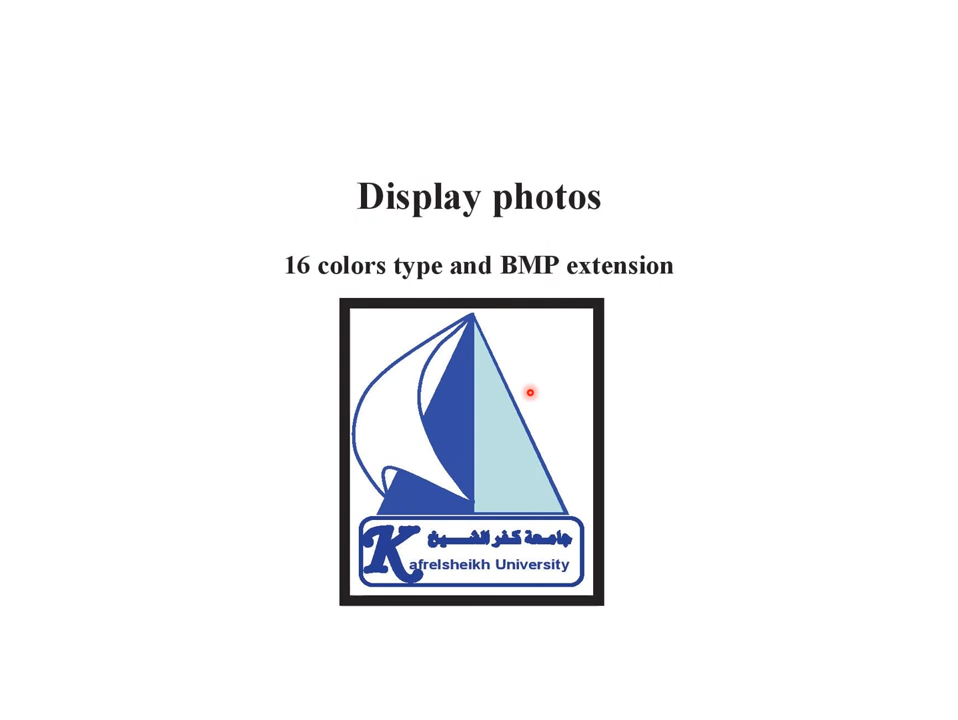 Display photos
16 colors type and BMP extension
جامعة كفر الشيخ
Kafrelsheikh University